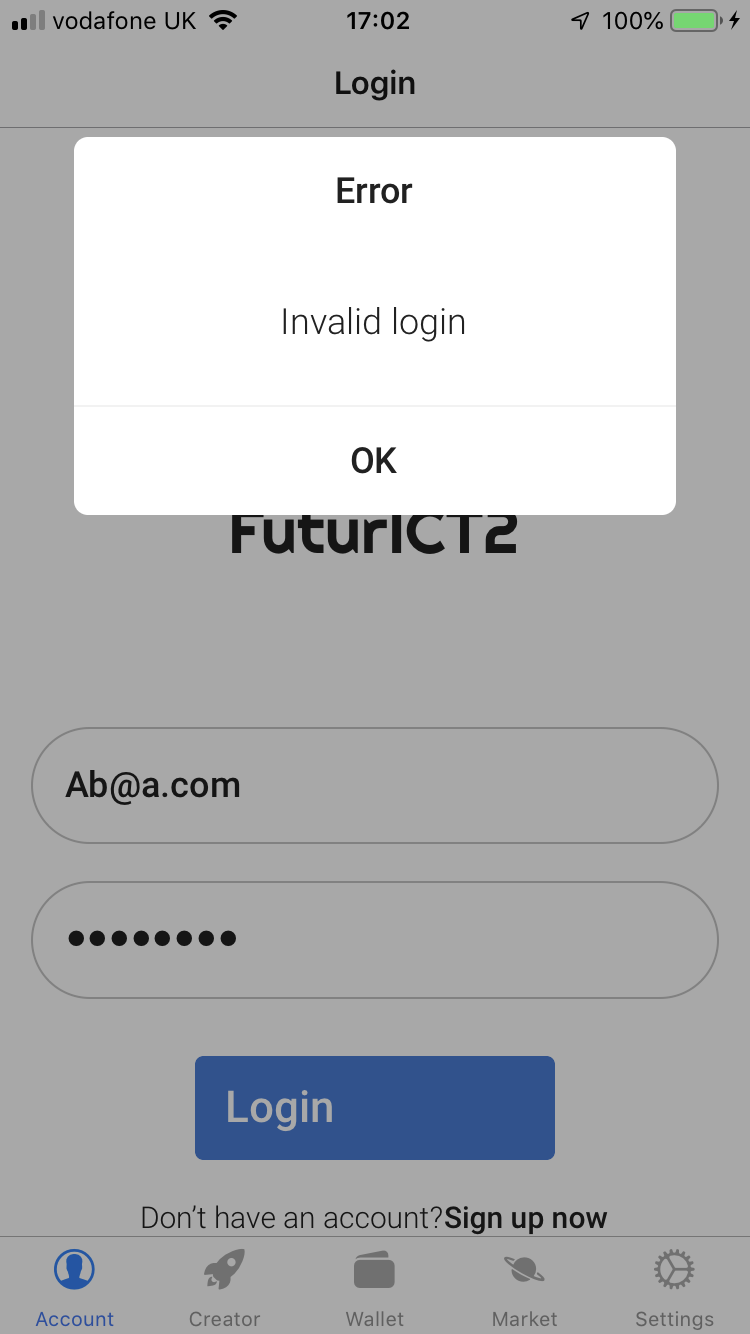 vodafone UK 17:02 100%
Login
Error
Invalid login
OK
FuturICT2
Ab@a.com
••••••••
Login
Don’t have an account?Sign up now
Account Creator Wallet Market Settings